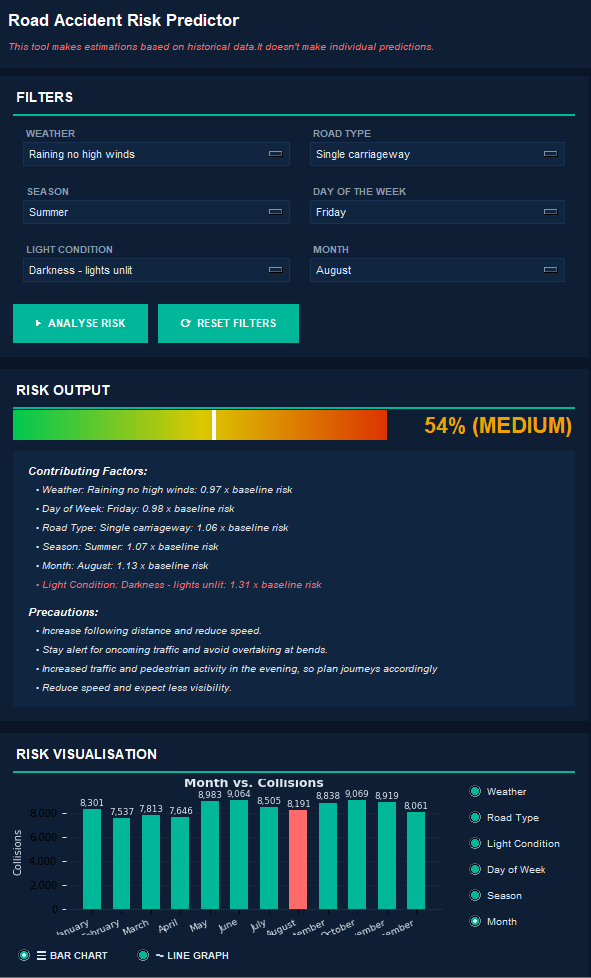 Road Accident Risk Predictor
This tool makes estimations based on historical data.It doesn't make individual predictions.
FILTERS
WEATHER
ROAD TYPE
Raining no high winds
Single carriageway
SEASON
DAY OF THE WEEK
Summer
Friday
LIGHT CONDITION
MONTH
Darkness - lights unlit
August
ANALYSE RISK
RESET FILTERS
RISK OUTPUT
54% (MEDIUM)
Contributing Factors:
• Weather: Raining no high winds: 0.97 x baseline risk
• Day of Week: Friday: 0.98 x baseline risk
• Road Type: Single carriageway: 1.06 x baseline risk
• Season: Summer: 1.07 x baseline risk
• Month: August: 1.13 x baseline risk
• Light Condition: Darkness - lights unlit: 1.31 x baseline risk
Precautions:
• Increase following distance and reduce speed.
• Stay alert for oncoming traffic and avoid overtaking at bends.
• Increased traffic and pedestrian activity in the evening, so plan journeys accordingly
• Reduce speed and expect less visibility.
RISK VISUALISATION
Month vs. Collisions
8,301 7,537 7,813 7,646 8,983 9,064 8,505 8,191 8,838 9,069 8,919 8,061
8,000
6,000
4,000
2,000
0
Collisions
anuary bruary March April May June July August ember October ember ember
Weather
Road Type
Light Condition
Day of Week
Season
Month
BAR CHART
LINE GRAPH